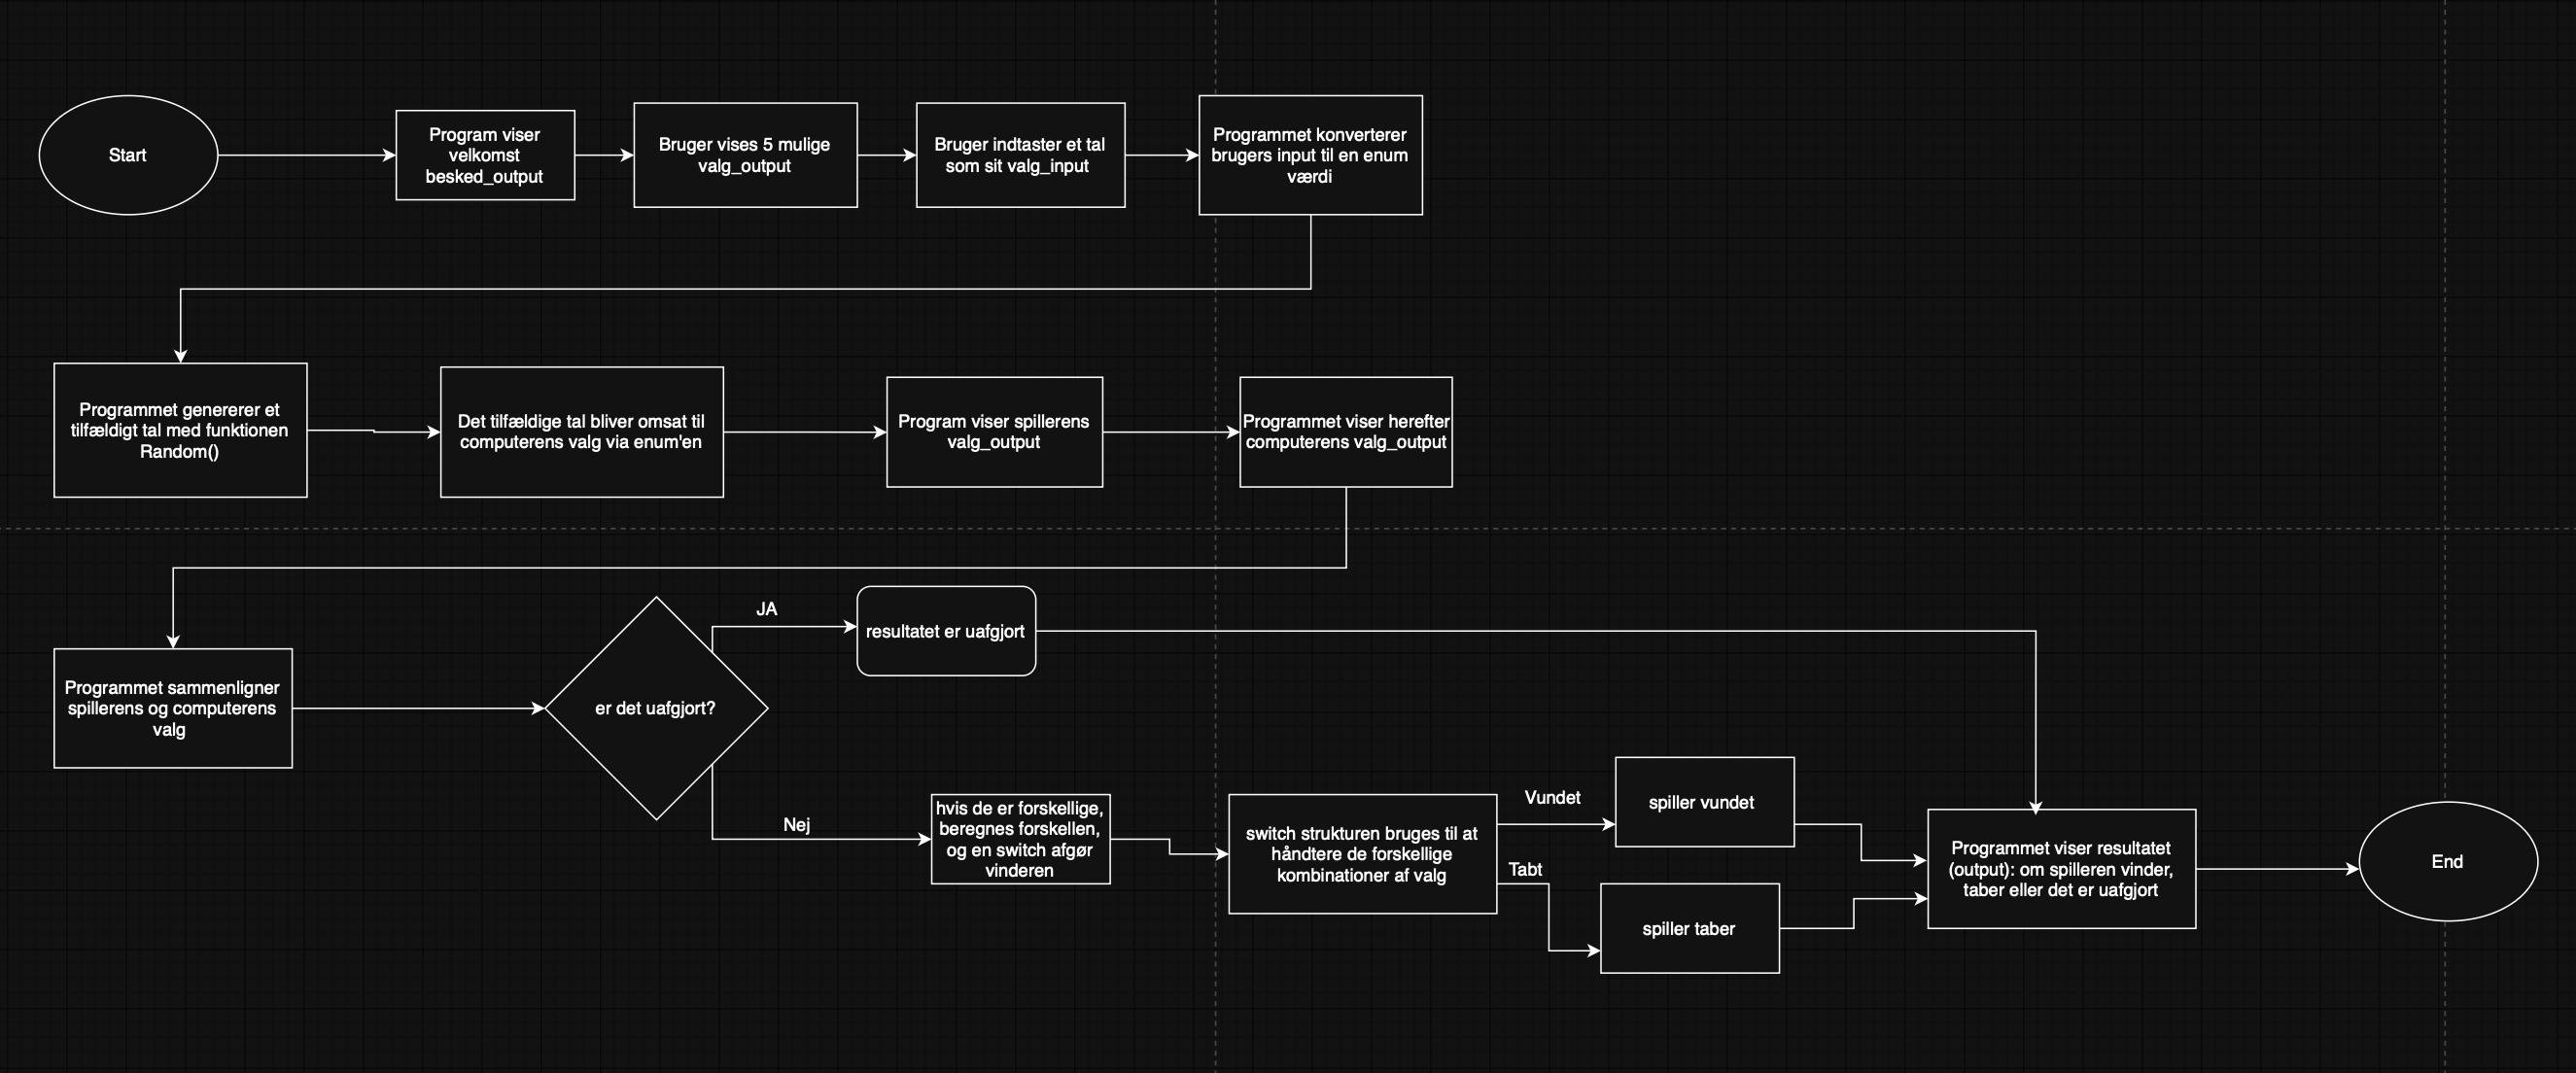 Start
Program viser
velkomst
besked_output
Bruger vises 5 mulige
valg_output
Bruger indtaster et tal
som sit valg_input
Programmet konverterer
brugers input til en enum
værdi
Programmet genererer et
tilfældigt tal med funktionen
Random()
Det tilfældige tal bliver omsat til
computerens valg via enum'en
Program viser spillerens
valg_output
Programmet viser herefter
computerens valg_output
Programmet sammenligner
spillerens og computerens
valg
er det uafgjort?
JA
resultatet er uafgjort
Nej
hvis de er forskellige,
beregnes forskellen,
og en switch afgør
vinderen
switch strukturen bruges til at
håndtere de forskellige
kombinationer af valg
Vundet
spiller vundet
Tabt
spiller taber
Programmet viser resultatet
(output): om spilleren vinder,
taber eller det er uafgjort
End